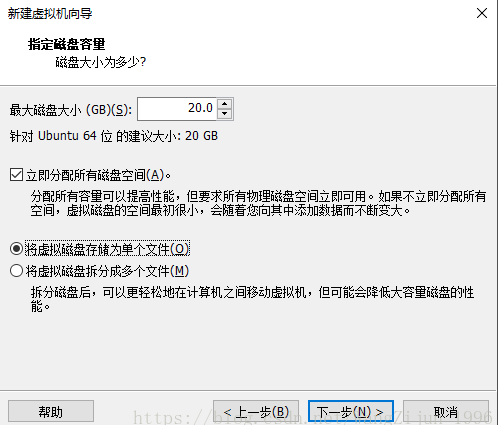 新建虚拟机向导
指定磁盘容量
磁盘大小为多少?
最大磁盘大小 (GB)(S): 20.0
针对 Ubuntu 64 位 的建议大小: 20 GB
立即分配所有磁盘空间(A)。
分配所有容量可以提高性能，但要求所有物理磁盘空间立即可用。如果不立即分配所有
空间，虚拟磁盘的空间最初很小，会随着您向其中添加数据而不断变大。
将虚拟磁盘存储为单个文件(O)
将虚拟磁盘拆分成多个文件(M)
拆分磁盘后，可以更轻松地在计算机之间移动虚拟机，但可能会降低大容量磁盘的性
能。
帮助 < 上一步(B) 下一步(N) > 取消
https://blog.csdn.net/WangZijun_1996